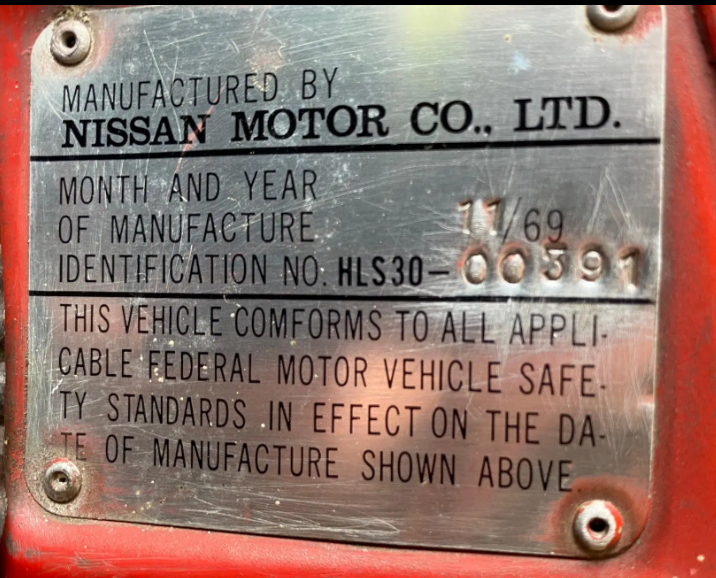 MANUFACTURED BY
NISSAN MOTOR CO., LTD.
MONTH AND YEAR
OF MANUFACTURE 11/69
IDENTIFICATION NO. HLS30-00391
THIS VEHICLE COMFORMS TO ALL APPLI-
CABLE FEDERAL MOTOR VEHICLE SAFE-
TY STANDARDS IN EFFECT ON THE DA-
TE OF MANUFACTURE SHOWN ABOVE.